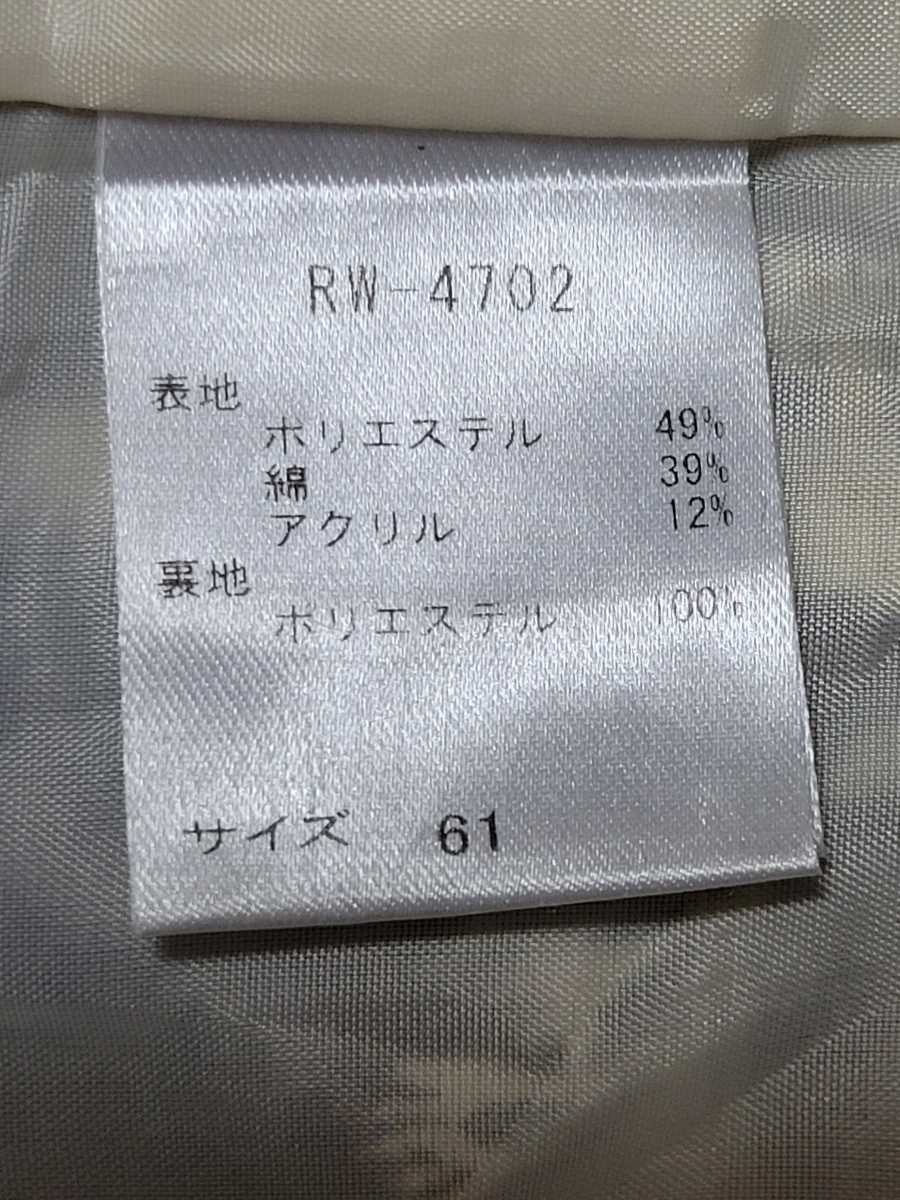 RW-4702
表地
ポリエステル 49%
綿 39%
アクリル 12%
裏地
ポリエステル 100%
サイズ 61